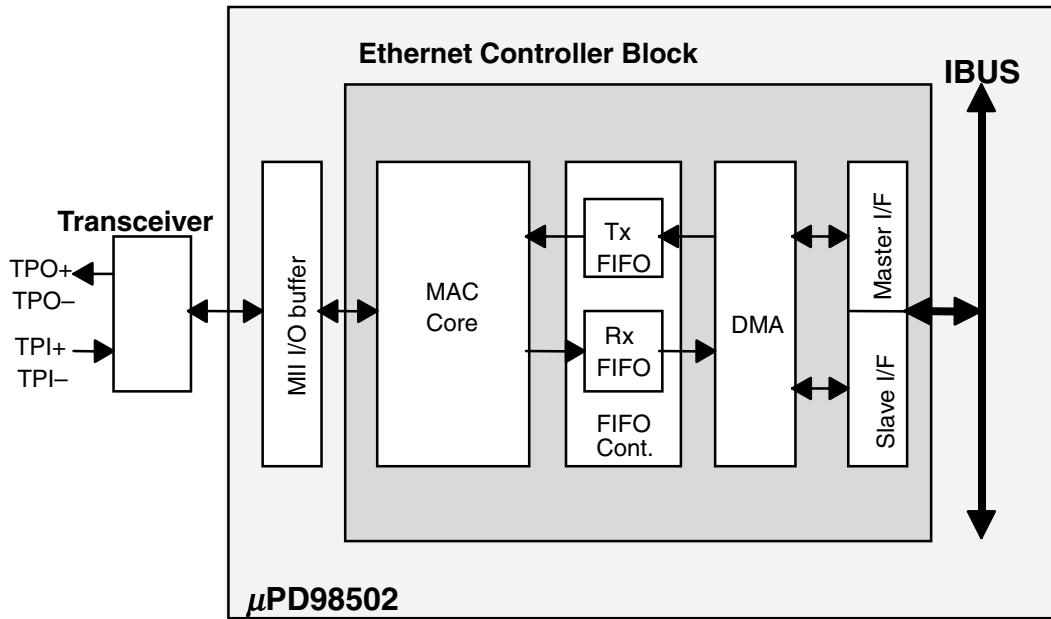 Ethernet Controller Block
IBUS
Transceiver
TPO+
TPO–
TPI+
TPI–
MII I/O buffer
MAC
Core
Tx
FIFO
Rx
FIFO
FIFO
Cont.
DMA
Master I/F
Slave I/F
μPD98502